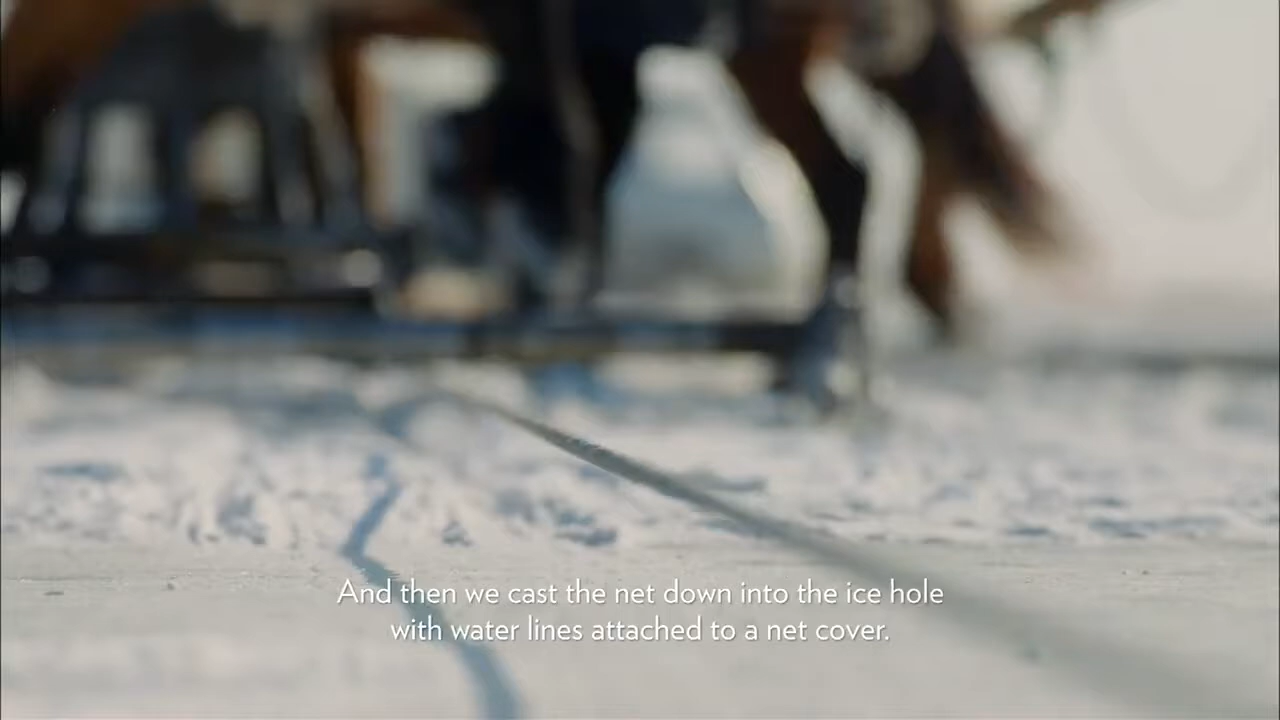 And then we cast the net down into the ice hole
with water lines attached to a net cover.